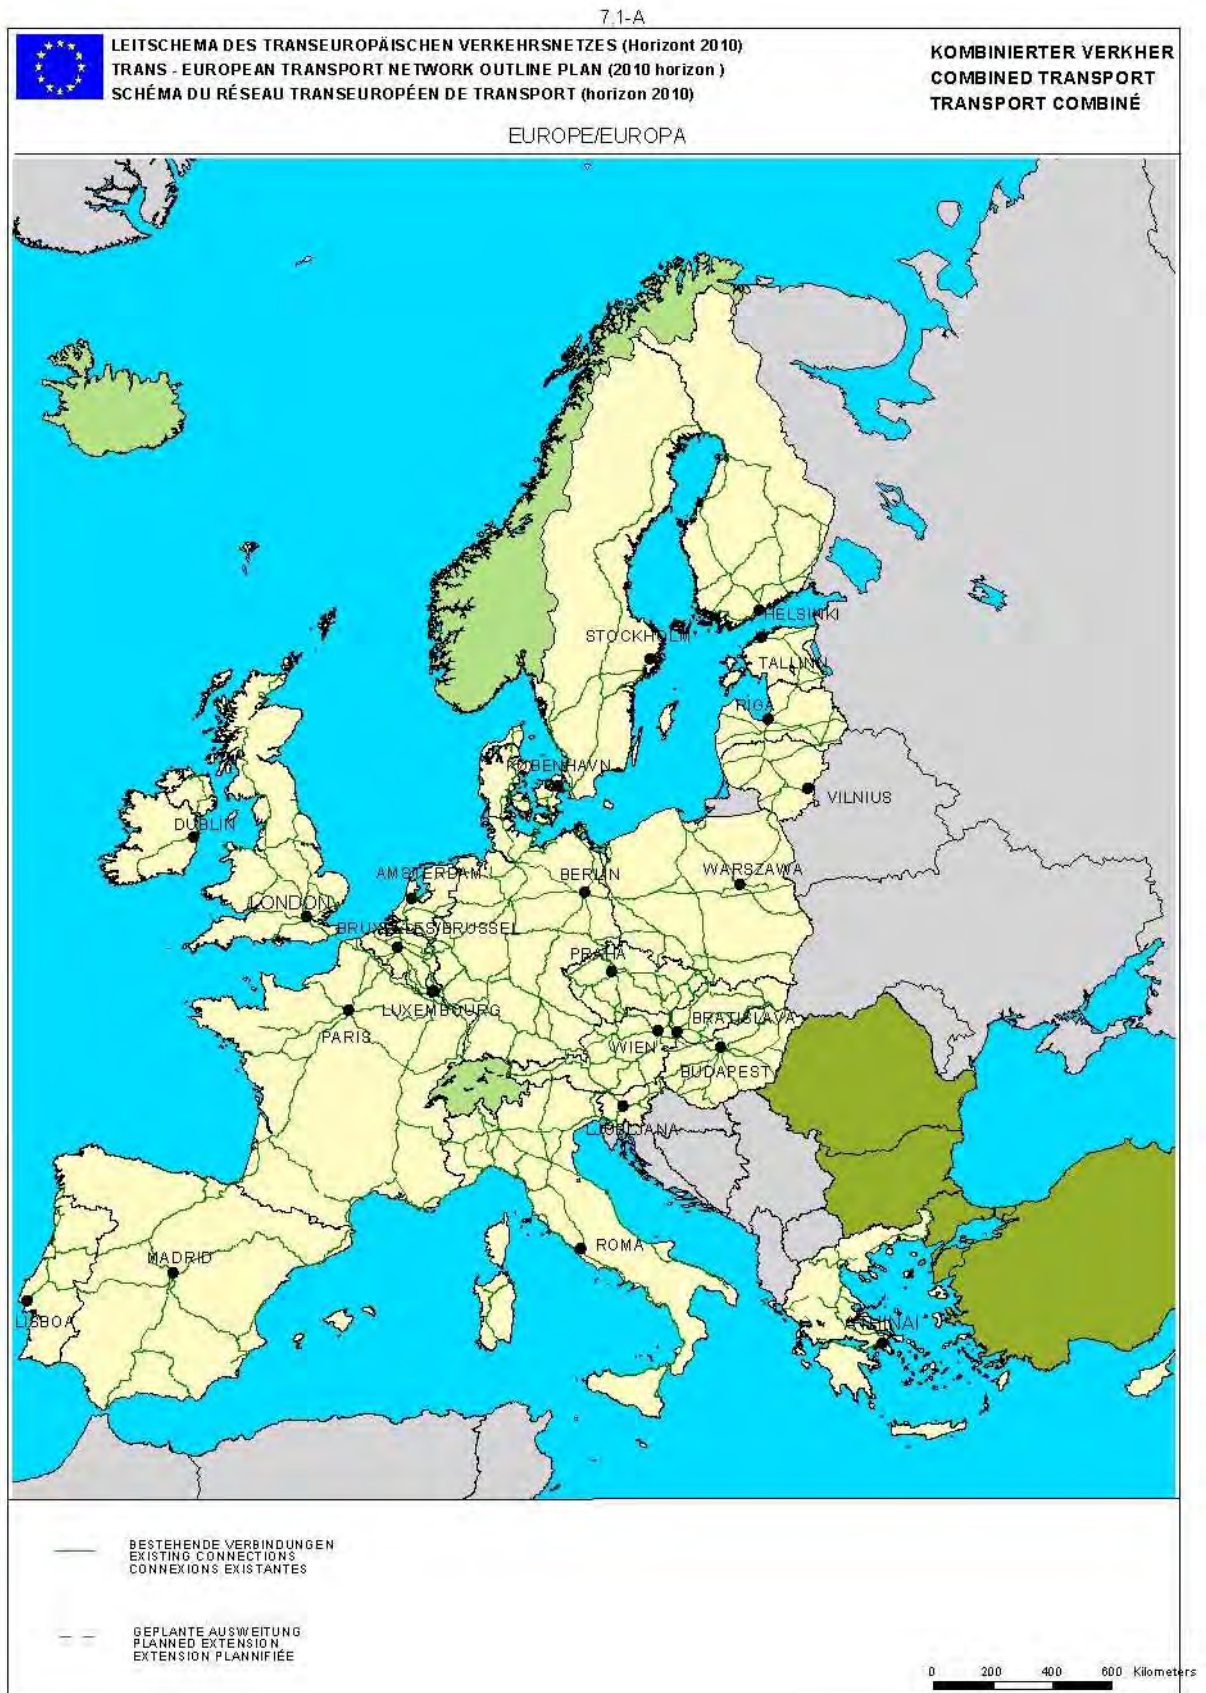 7.1-A
LEITSCHEMA DES TRANSEUROPÄISCHEN VERKEHRSNETZES (Horizont 2010)
TRANS - EUROPEAN TRANSPORT NETWORK OUTLINE PLAN (2010 horizon )
SCHÉMA DU RÉSEAU TRANSEUROPÉEN DE TRANSPORT (horizon 2010)
KOMBINIERTER VERKHER
COMBINED TRANSPORT
TRANSPORT COMBINÉ
EUROPE/EUROPA
HELSINKI
STOCKHOLM
TALLINN
RIGA
KØBENHAVN
VILNIUS
DUBLIN
AMSTERDAM
BERLIN
WARSZAWA
LONDON
BRUXELLES/BRUSSEL
PRAHA
LUXEMBOURG
BRATISLAVA
PARIS
WIEN
BUDAPEST
LJUBLJANA
ROMA
MADRID
LISBOA
ATHINAI
BESTEHENDE VERBINDUNGEN
EXISTING CONNECTIONS
CONNEXIONS EXISTANTES
GEPLANTE AUSWEITUNG
PLANNED EXTENSION
EXTENSION PLANNIFIÉE
0 200 400 600 Kilometers